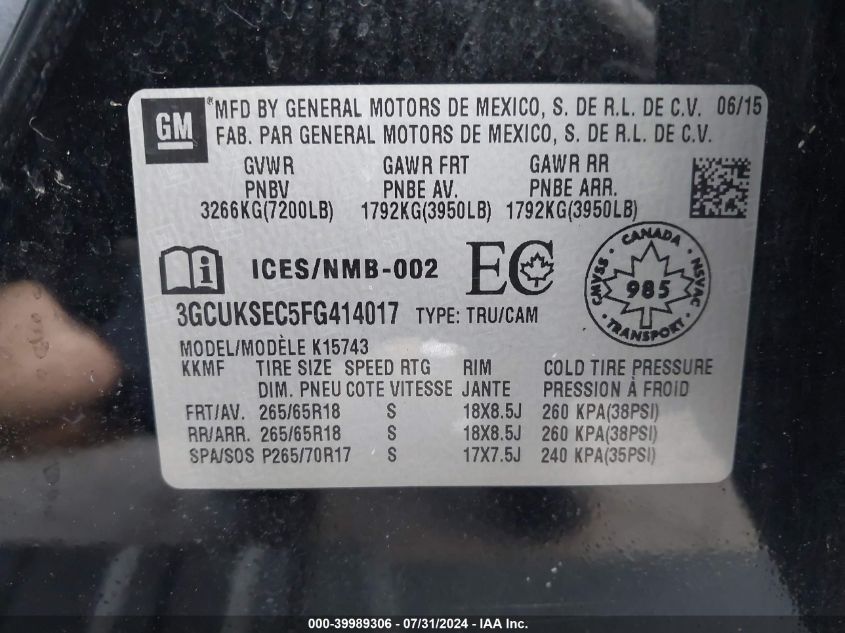 GM
®MFD BY GENERAL MOTORS DE MEXICO, S. DE R.L. DE C.V. 06/15
FAB. PAR GENERAL MOTORS DE MEXICO, S. DE R.L. DE C.V.
GVWR GAWR FRT GAWR RR
PNBV PNBE AV. PNBE ARR.
3266KG(7200LB) 1792KG(3950LB) 1792KG(3950LB)
i ICES/NMB-002 EC
CANADA
CMVSS 985 NSVAC
TRANSPORT
3GCUKSEC5FG414017 TYPE: TRU/CAM
MODEL/MODÈLE K15743
KKMF TIRE SIZE SPEED RTG RIM COLD TIRE PRESSURE
DIM. PNEU COTE VITESSE JANTE PRESSION À FROID
FRT/AV. 265/65R18 S 18X8.5J 260 KPA(38PSI)
RR/ARR. 265/65R18 S 18X8.5J 260 KPA(38PSI)
SPA/SOS P265/70R17 S 17X7.5J 240 KPA(35PSI)
000-39989306 - 07/31/2024 - IAA Inc.